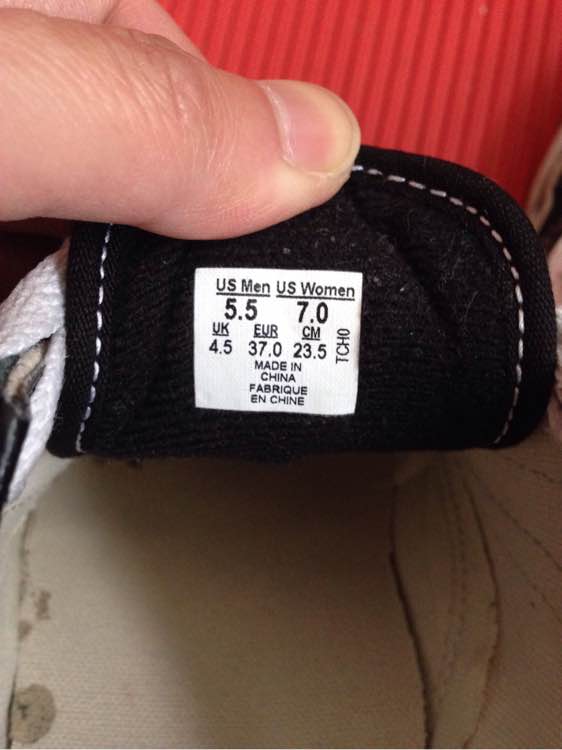 US Men US Women
5.5 7.0
UK EUR CM
4.5 37.0 23.5
TCH0
MADE IN
CHINA
FABRIQUE
EN CHINE